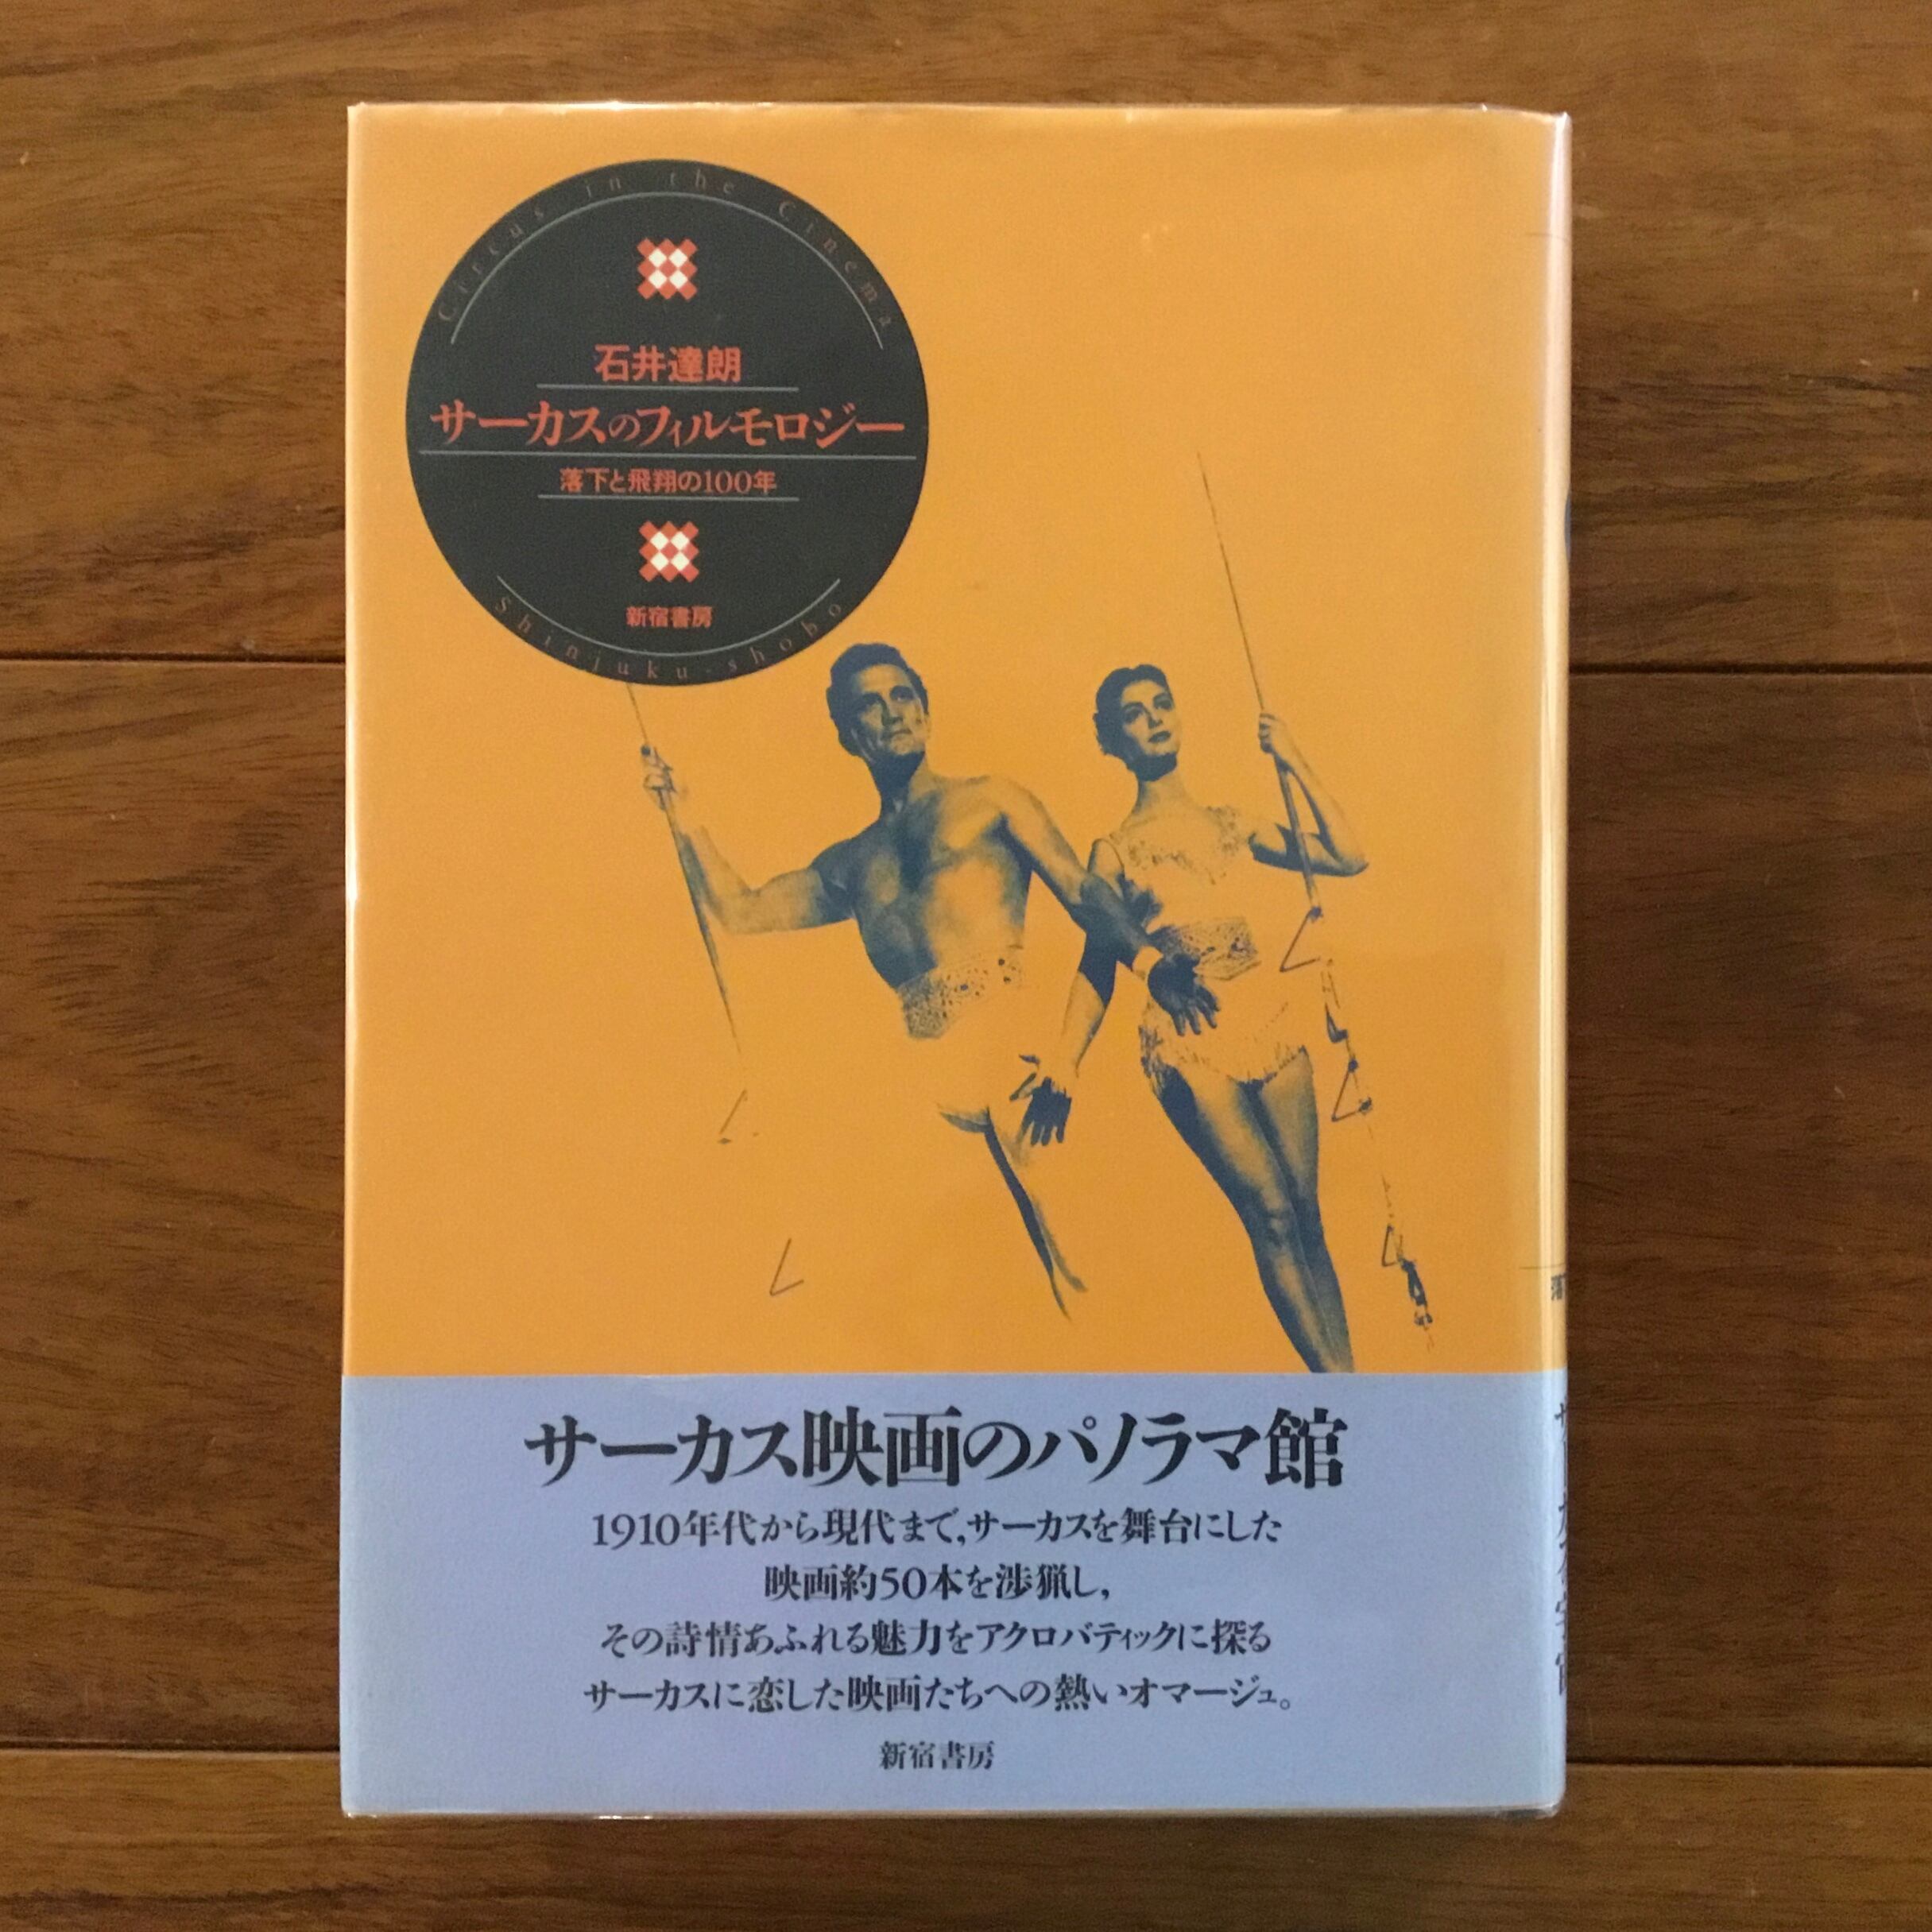 Circus in the Cinema
石井達朗
サーカスのフィルモロジー
落下と飛翔の100年
新宿書房
Shinjuku-shobo
サーカス映画のパノラマ館
1910年代から現代まで,サーカスを舞台にした
映画約50本を渉猟し,
その詩情あふれる魅力をアクロバティックに探る
サーカスに恋した映画たちへの熱いオマージュ。
新宿書房